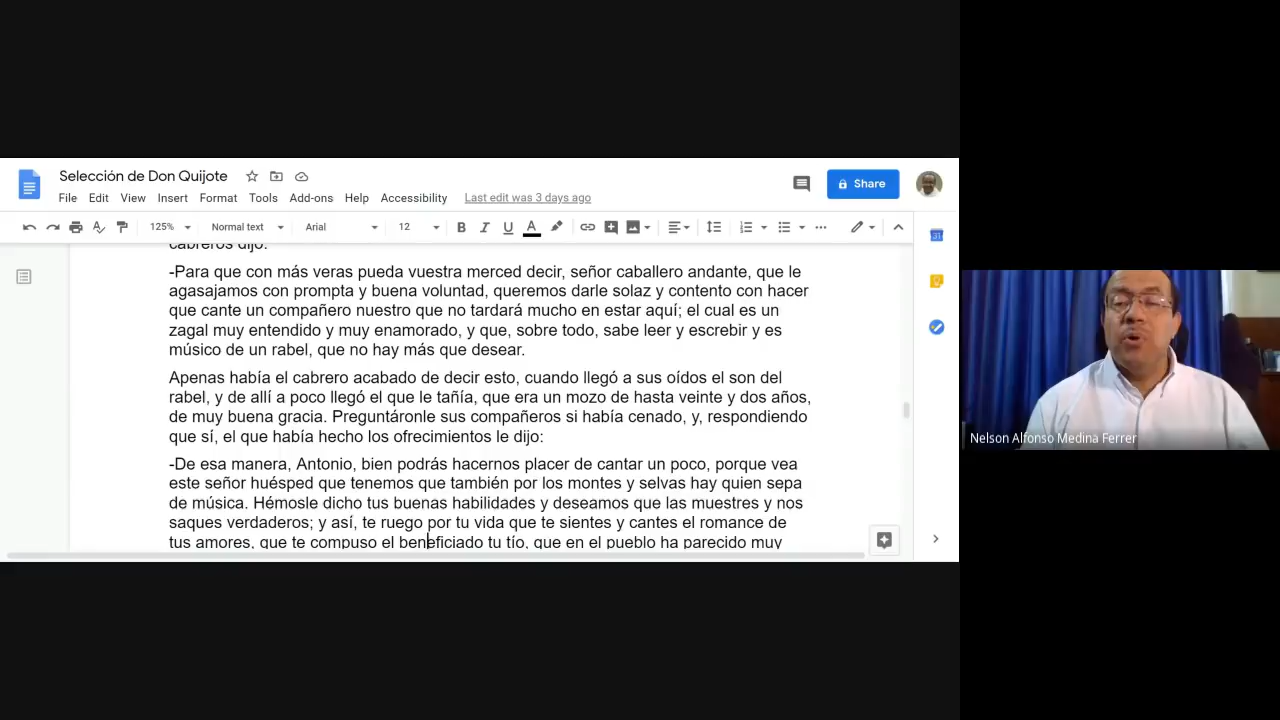 Selección de Don Quijote
File Edit View Insert Format Tools Add-ons Help Accessibility Last edit was 3 days ago
Share
125% Normal text Arial 12 B I U A
cabreros dijo:
-Para que con más veras pueda vuestra merced decir, señor caballero andante, que le
agasajamos con prompta y buena voluntad, queremos darle solaz y contento con hacer
que cante un compañero nuestro que no tardará mucho en estar aquí; el cual es un
zagal muy entendido y muy enamorado, y que, sobre todo, sabe leer y escrebir y es
músico de un rabel, que no hay más que desear.
Apenas había el cabrero acabado de decir esto, cuando llegó a sus oídos el son del
rabel, y de allí a poco llegó el que le tañía, que era un mozo de hasta veinte y dos años,
de muy buena gracia. Preguntáronle sus compañeros si había cenado, y, respondiendo
que sí, el que había hecho los ofrecimientos le dijo:
-De esa manera, Antonio, bien podrás hacernos placer de cantar un poco, porque vea
este señor huésped que tenemos que también por los montes y selvas hay quien sepa
de música. Hémosle dicho tus buenas habilidades y deseamos que las muestres y nos
saques verdaderos; y así, te ruego por tu vida que te sientes y cantes el romance de
tus amores, que te compuso el beneficiado tu tío, que en el pueblo ha parecido muy
Nelson Alfonso Medina Ferrer